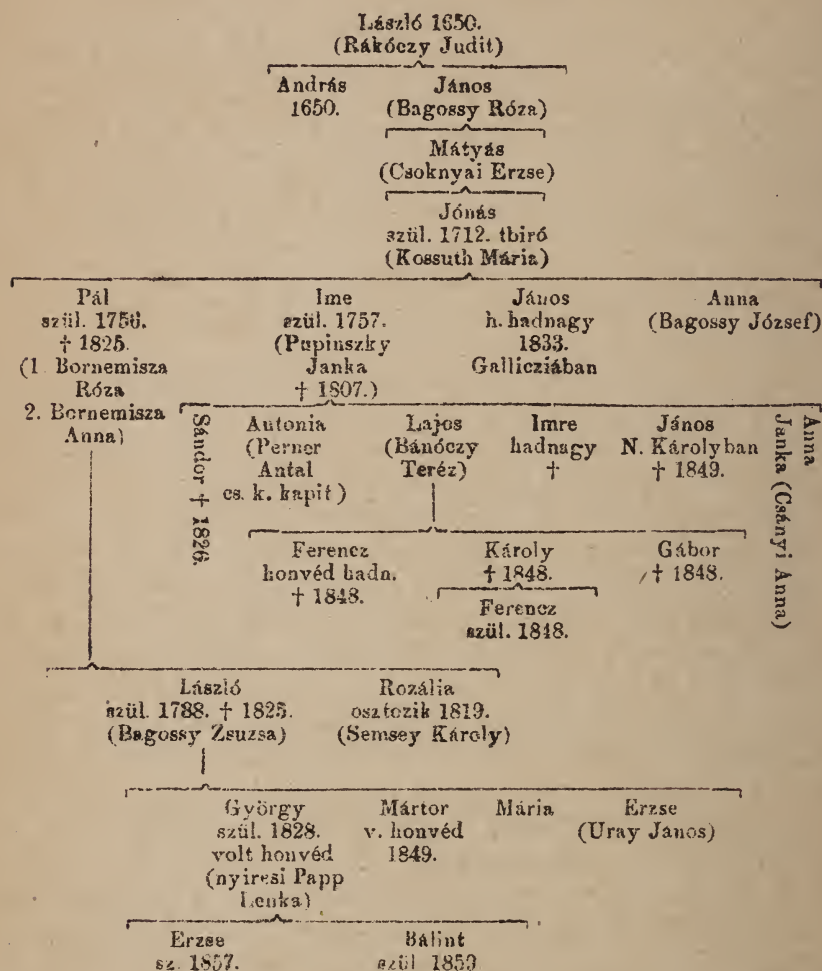 László 1650.
(Rákóczy Judit)
András
1650.
János
(Bagossy Róza)
Mátyás
(Csoknyai Erzse)
Jónás
szül. 1712. tbiró
(Kossuth Mária)
Pál
szül. 1756.
† 1825.
(1. Bornemisza
Róza
2. Bornemisza
Anna)
Ime
szül. 1757.
(Pupinszky
Janka
† 1807.)
János
h. hadnagy
1833.
Gallicziában
Anna
(Bagossy József)
Sándor † 1826.
Antonia
(Perner
Antal
cs. k. kapit)
Lajos
(Bánóczy
Teréz)
Imre
hadnagy
†
János
N. Károlyban
† 1849.
Anna
Janka (Csányi Anna)
Ferencz
honvéd hadn.
† 1848.
Károly
† 1848.
Gábor
† 1848.
Ferencz
szül. 1848.
László
szül. 1788. † 1825.
(Bagossy Zsuzsa)
Rozália
osztozik 1819.
(Semsey Károly)
György
szül. 1828.
volt honvéd
(nyiresi Papp
Lenka)
Mártor
v. honvéd
1849.
Mária
Erzse
(Uray János)
Erzse
sz. 1857.
Bálint
szül 1859